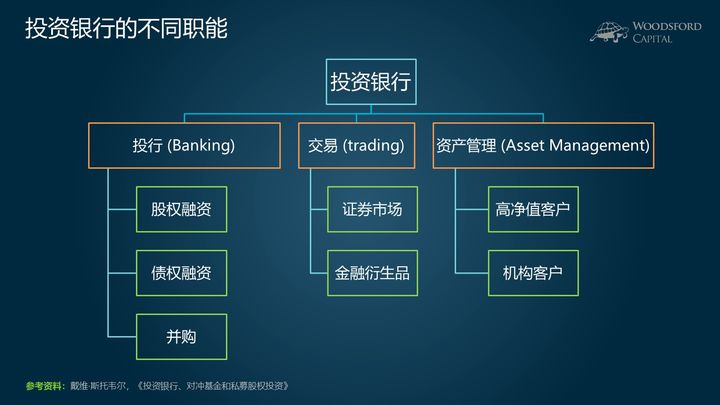 投资银行的不同职能
WOODSFORD
CAPITAL
投资银行
投行 (Banking)
交易 (trading)
资产管理 (Asset Management)
股权融资
证券市场
高净值客户
债权融资
金融衍生品
机构客户
并购
参考资料：戴维·斯托韦尔，《投资银行、对冲基金和私募股权投资》